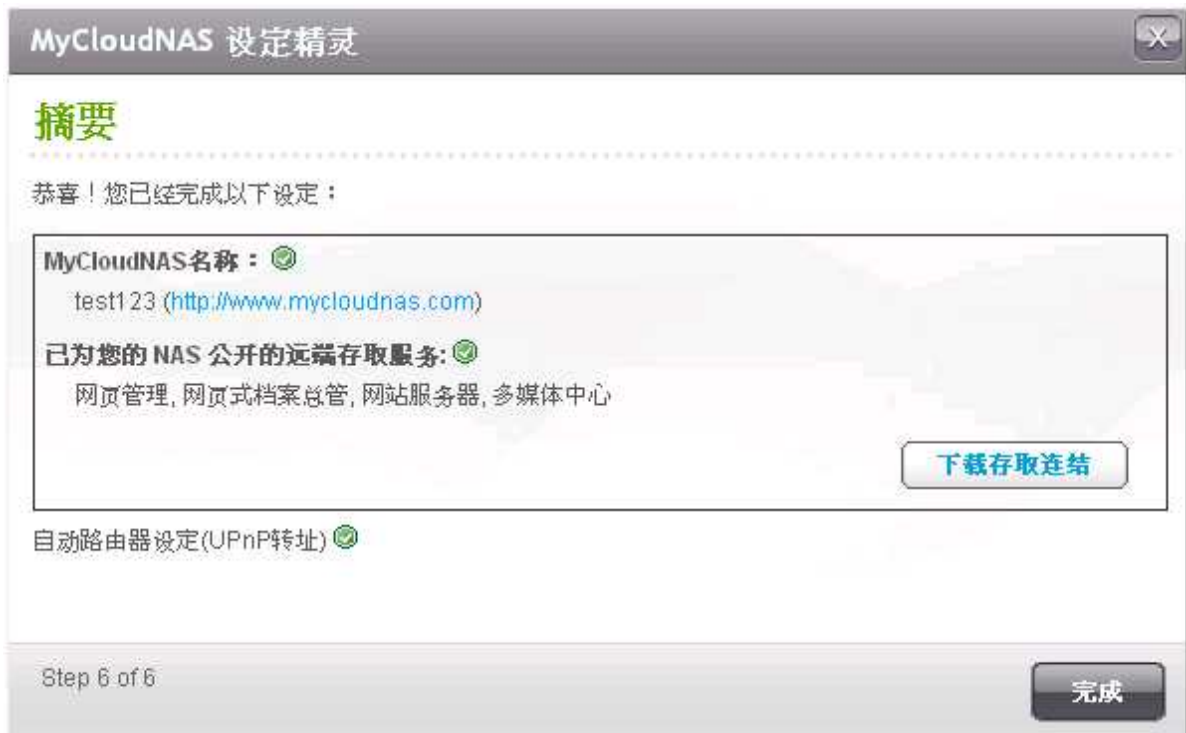 MyCloudNAS 设定精灵
摘要
恭喜！您已经完成以下设定：
MyCloudNAS名称：
test123 (http://www.mycloudnas.com)
已为您的 NAS 公开的远端存取服务:
网页管理, 网页式档案总管, 网站服务器, 多媒体中心
下载存取连结
自动路由器设定(UPnP转址)
Step 6 of 6
完成